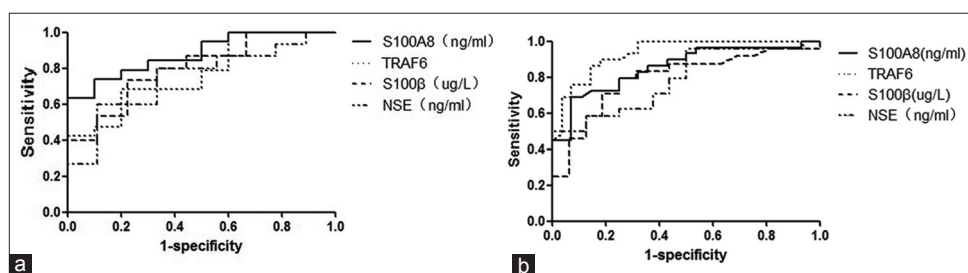 1.0
0.8
0.6
0.4
0.2
0.0
Sensitivity
0.0 0.2 0.4 0.6 0.8 1.0
1-specificity
S100A8（ng/ml）
TRAF6
S100β（ug/L）
NSE（ng/ml）
a
1.0
0.8
0.6
0.4
0.2
0.0
Sensitivity
0.0 0.2 0.4 0.6 0.8 1.0
1-specificity
S100A8(ng/ml)
TRAF6
S100β(ug/L)
NSE（ng/ml）
b